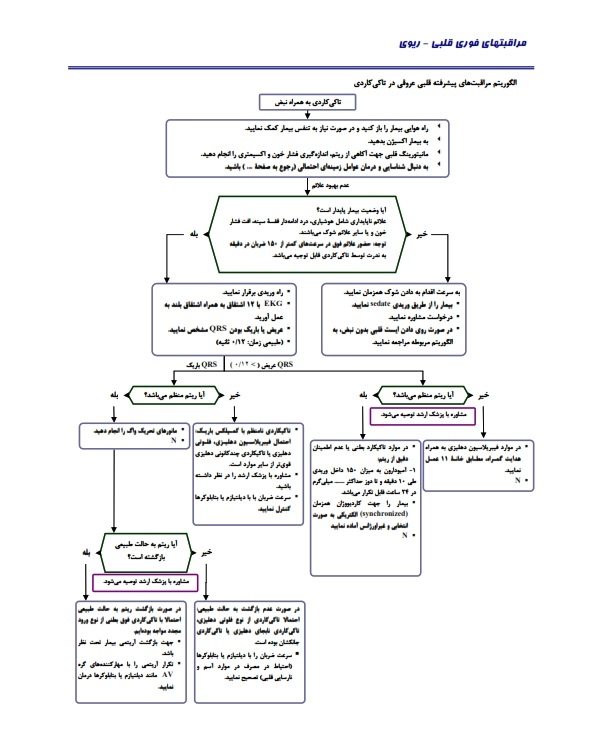 مراقبتهای فوری قلبی - ریوی
الگوریتم مراقبت‌های پیشرفته قلبی عروقی در تاکی‌کاردی
تاکی‌کاردی به همراه نبض
راه هوایی بیمار را باز کنید و در صورت نیاز به تنفس بیمار کمک نمایید.
به بیمار اکسیژن بدهید.
مانیتورینگ قلبی جهت آگاهی از ریتم، اندازه‌گیری فشار خون و اکسیمتری را انجام دهید.
به دنبال شناسایی و درمان عوامل زمینه‌ای احتمالی (رجوع به صفحهٔ ... ) باشید.
عدم بهبود علائم
آیا وضعیت بیمار پایدار است؟
علائم ناپایداری شامل هوشیاری، درد ادامه‌دار قفسهٔ سینه، افت فشار
خون و یا سایر علائم شوک می‌باشند.
توجه: حضور علائم فوق در سرعت‌های کمتر از ۱۵۰ ضربان در دقیقه
به ندرت توسط تاکی‌کاردی قابل توجیه می‌باشد.
خیر
بله
به سرعت اقدام به دادن شوک همزمان نمایید.
بیمار را از طریق وریدی sedate نمایید.
درخواست مشاوره نمایید.
در صورت روی دادن ایست قلبی بدون نبض، به
الگوریتم مربوطه مراجعه نمایید.
راه وریدی برقرار نمایید.
EKG با ۱۲ اشتقاق به همراه اشتقاق بلند به
عمل آورید.
عریض یا باریک بودن QRS مشخص نمایید.
(طبیعی زمان: ۰/۱۲ ثانیه)
QRS عریض ( > ۰/۱۲ )
QRS باریک
آیا ریتم منظم می‌باشد؟
خیر
بله
مشاوره با پزشک ارشد توصیه می‌شود.
آیا ریتم منظم می‌باشد؟
خیر
بله
در موارد فیبریلاسیون دهلیزی به همراه
هدایت گمراه، مطابق خانهٔ ۱۱ عمل
نمایید.
N
در موارد تاکیکارد بطنی یا عدم اطمینان
دقیق از ریتم:
۱- آمیودارون به میزان ۱۵۰ داخل وریدی
طی ۱۰ دقیقه و تا دوز حداکثر ..... میلی‌گرم
در ۲۴ ساعت قابل تکرار می‌باشد.
بیمار را جهت کاردیوورژن همزمان
(synchronized) الکتریکی به صورت
انتخابی و غیراورژانس آماده نمایید
N
تاکیکاردی نامنظم با کمپلکس باریک:
احتمال فیبریلاسیون دهلیزی، فلوتی
دهلیزی یا تاکیکاردی چندکانونی دهلیزی
قوی‌تر از سایر موارد است.
مشاوره با پزشک ارشد را در نظر داشته
باشید.
سرعت ضربان با با دیلتیازم یا بتابلوکرها
کنترل نمایید.
مانورهای تحریک واگ را انجام دهید.
N
آیا ریتم به حالت طبیعی
بازگشته است؟
خیر
بله
مشاوره با پزشک ارشد توصیه می‌شود.
در صورت عدم بازگشت به حالت طبیعی:
احتمالا تاکی‌کاردی از نوع فلوتی دهلیزی،
تاکی‌کاردی نابجای دهلیزی یا تاکی‌کاردی
جانکشنال بوده است.
سرعت ضربان را با دیلتیازم یا بتابلوکرها
(احتیاط در مصرف در موارد آسم و
نارسایی قلبی) تصحیح نمایید.
در صورت بازگشت ریتم به حالت طبیعی
احتمالا با تاکی‌کاردی فوق بطنی از نوع ورود
مجدد مواجه بوده‌ایم.
جهت بازگشت آریتمی بیمار تحت نظر
باشد.
تکرار آریتمی را با مهارکننده‌های گره
AV مانند دیلتیازم یا بتابلوکرها درمان
نمایید.